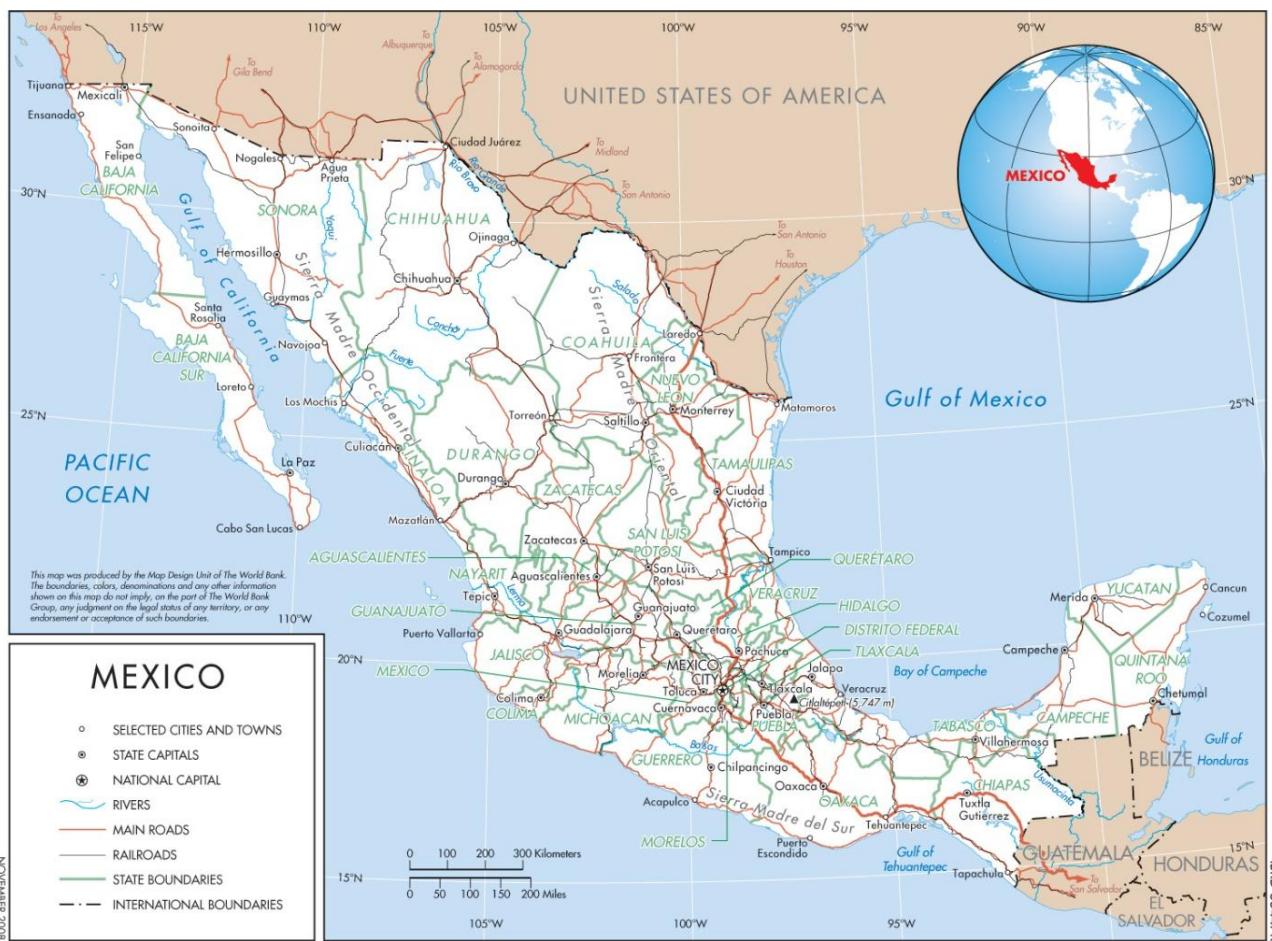 To
Los Angeles
115°W
110°W
To
Albuquerque
100°W
95°W
90°W
85°W
To
Gila Bend
To
Alamogordo
UNITED STATES OF AMERICA
Tijuana
Mexicali
Ensenada
Sonoita
San
Felipe
Nogales
Agua
Prieta
Ciudad Juárez
Rio Grande
Rio Bravo
To
Midland
To
San Antonio
MEXICO
30°N
30°N
BAJA
CALIFORNIA
SONORA
Yaqui
CHIHUAHUA
Ojinaga
To
San Antonio
To
Houston
Gulf of California
Hermosillo
Sierra Madre Occidental
Chihuahua
Guaymas
Santa
Rosalia
Conchos
Salado
Sierra Madre Oriental
COAHUILA
Laredo
Frontera
BAJA
CALIFORNIA
SUR
Navojoa
Fuerte
NUEVO
LEON
Loreto
Los Mochis
Torreón
Saltillo
Monterrey
Matamoros
Gulf of Mexico
25°N
25°N
PACIFIC
OCEAN
La Paz
Culiacán
SINALOA
DURANGO
Durango
ZACATECAS
TAMAULIPAS
Ciudad
Victoria
Cabo San Lucas
Mazatlán
Zacatecas
SAN LUIS
POTOSI
San Luis
Potosi
Tampico
AGUASCALIENTES
QUERÉTARO
NAYARIT
Aguascalientes
VERACRUZ
This map was produced by the Map Design Unit of The World Bank.
The boundaries, colors, denominations and any other information
shown on this map do not imply, on the part of The World Bank
Group, any judgment on the legal status of any territory, or any
endorsement or acceptance of such boundaries.
110°W
Tepic
Lerma
GUANAJUATO
Guanajuato
HIDALGO
Puerto Vallarta
Guadalajara
Querétaro
DISTRITO FEDERAL
Pachuca
TLAXCALA
JALISCO
20°N
MEXICO
Morelia
MEXICO
CITY
Toluca
Tlaxcala
Jalapa
Veracruz
Bay of Campeche
Colima
COLIMA
MICHOACAN
Cuernavaca
Puebla
PUEBLA
Citlaltépetl (5,747 m)
YUCATAN
Merida
Cancun
Cozumel
Campeche
QUINTANA
ROO
Chetumal
CAMPECHE
TABASCO
Villahermosa
BELIZE
Gulf of
Honduras
GUERRERO
Balsas
Chilpancingo
Acapulco
Sierra Madre del Sur
Oaxaca
OAXACA
CHIAPAS
Usumacinta
Tuxtla
Gutiérrez
Tehuantepec
MORELOS
Puerto
Escondido
Gulf of
Tehuantepec
Tapachula
GUATEMALA
HONDURAS
15°N
15°N
To
San Salvador
EL
SALVADOR
MEXICO
SELECTED CITIES AND TOWNS
STATE CAPITALS
NATIONAL CAPITAL
RIVERS
MAIN ROADS
RAILROADS
STATE BOUNDARIES
INTERNATIONAL BOUNDARIES
0 100 200 300 Kilometers
0 50 100 150 200 Miles
105°W
100°W
95°W
NOVEMBER 2008